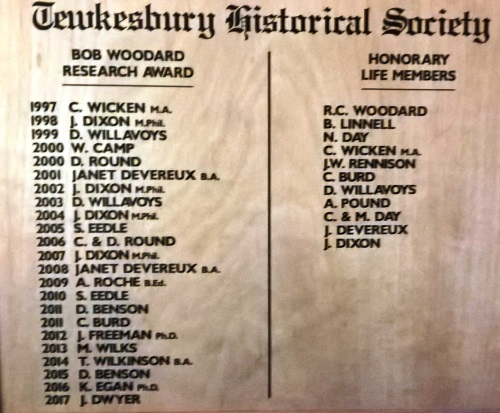 Tewkesbury Historical Society
BOB WOODARD
RESEARCH AWARD
1997 C. WICKEN M.A.
1998 J. DIXON M.Phil.
1999 D. WILLAVOYS
2000 W. CAMP
2000 D. ROUND
2001 JANET DEVEREUX B.A.
2002 J. DIXON M.Phil.
2003 D. WILLAVOYS
2004 J. DIXON M.Phil.
2005 S. EEDLE
2006 C. & D. ROUND
2007 J. DIXON M.Phil.
2008 JANET DEVEREUX B.A.
2009 A. ROCHE B.Ed.
2010 S. EEDLE
2011 D. BENSON
2011 C. BURD
2012 J. FREEMAN Ph.D.
2013 M. WILKS
2014 T. WILKINSON B.A.
2015 D. BENSON
2016 K. EGAN Ph.D.
2017 J. DWYER
HONORARY
LIFE MEMBERS
R.C. WOODARD
B. LINNELL
N. DAY
C. WICKEN M.A.
J.W. RENNISON
C. BURD
D. WILLAVOYS
A. POUND
C. & M. DAY
J. DEVEREUX
J. DIXON